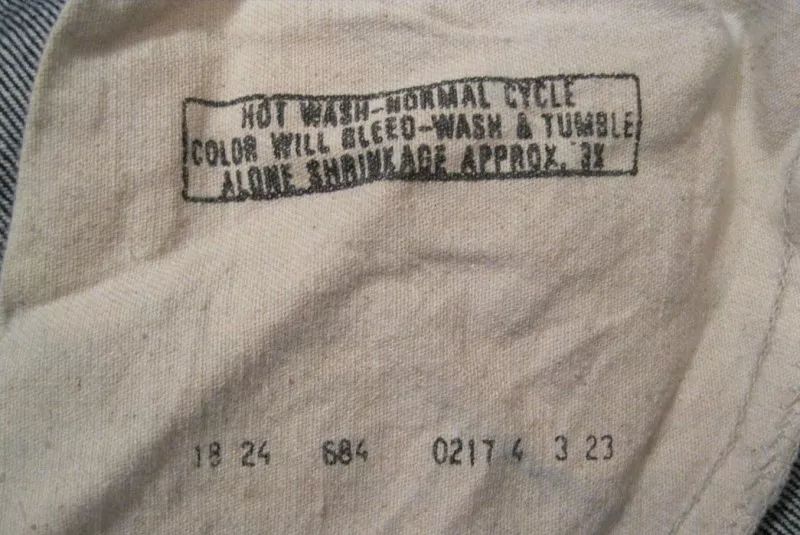 HOT WASH-NORMAL CYCLE
COLOR WILL BLEED-WASH & TUMBLE
ALONE SHRINKAGE APPROX. 3%
18 24 684 0217 4 3 23